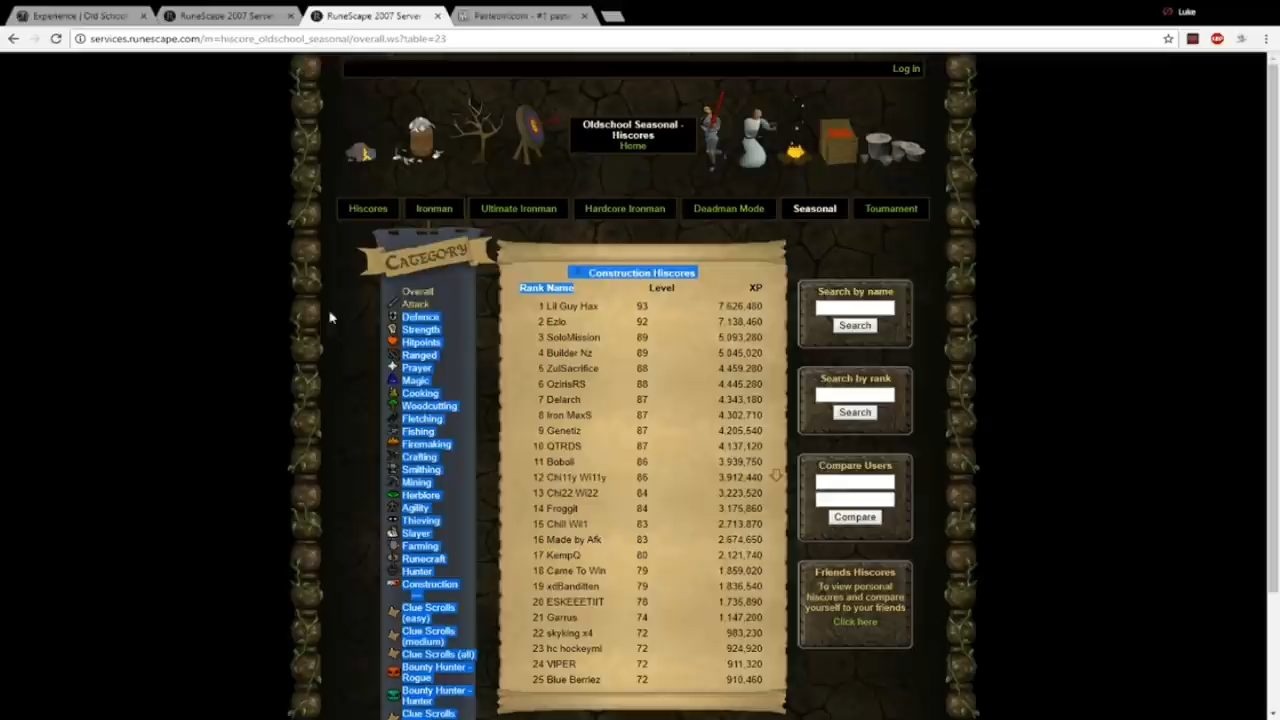 Experience | Old School
RuneScape 2007 Server
RuneScape 2007 Server
Luke
services.runescape.com/m=hiscore_oldschool_seasonal/overall.ws?table=23
Log in
Oldschool Seasonal -
Hiscores
Home
Hiscores
Ironman
Ultimate Ironman
Hardcore Ironman
Deadman Mode
Seasonal
Tournament
CATEGORY
Overall
Attack
Defence
Strength
Hitpoints
Ranged
Prayer
Magic
Cooking
Woodcutting
Fletching
Fishing
Firemaking
Crafting
Smithing
Mining
Herblore
Agility
Thieving
Slayer
Farming
Runecraft
Hunter
Construction
Clue Scrolls
(easy)
Clue Scrolls
(medium)
Clue Scrolls (all)
Bounty Hunter -
Rogue
Bounty Hunter -
Hunter
Clue Scrolls
Construction Hiscores
Rank Name Level XP
1 Lil Guy Hax 93 7,626,480
2 Ezlo 92 7,138,460
3 SoloMission 89 5,093,280
4 Builder Nz 89 5,045,020
5 ZulSacrifice 88 4,459,280
6 OzirisRS 88 4,445,280
7 Delarch 87 4,343,180
8 Iron MaxS 87 4,302,710
9 Genetiz 87 4,205,540
10 QTRDS 87 4,137,120
11 Boboli 86 3,939,750
12 Chi11y Wi11y 86 3,912,440
13 Chi22 Wi22 84 3,223,520
14 Froggit 84 3,175,860
15 Chill Wil1 83 2,713,870
16 Made by Afk 83 2,674,650
17 KempQ 80 2,121,740
18 Came To Win 79 1,859,020
19 xdBanditten 79 1,836,540
20 ESKEEETIIT 78 1,735,890
21 Garrus 74 1,147,200
22 skyking x4 72 983,230
23 hc hockeyml 72 924,920
24 VIPER 72 911,320
25 Blue Berriez 72 910,460
Search by name
Search
Search by rank
Search
Compare Users
Compare
Friends Hiscores
To view personal
hiscores and compare
yourself to your friends
Click here